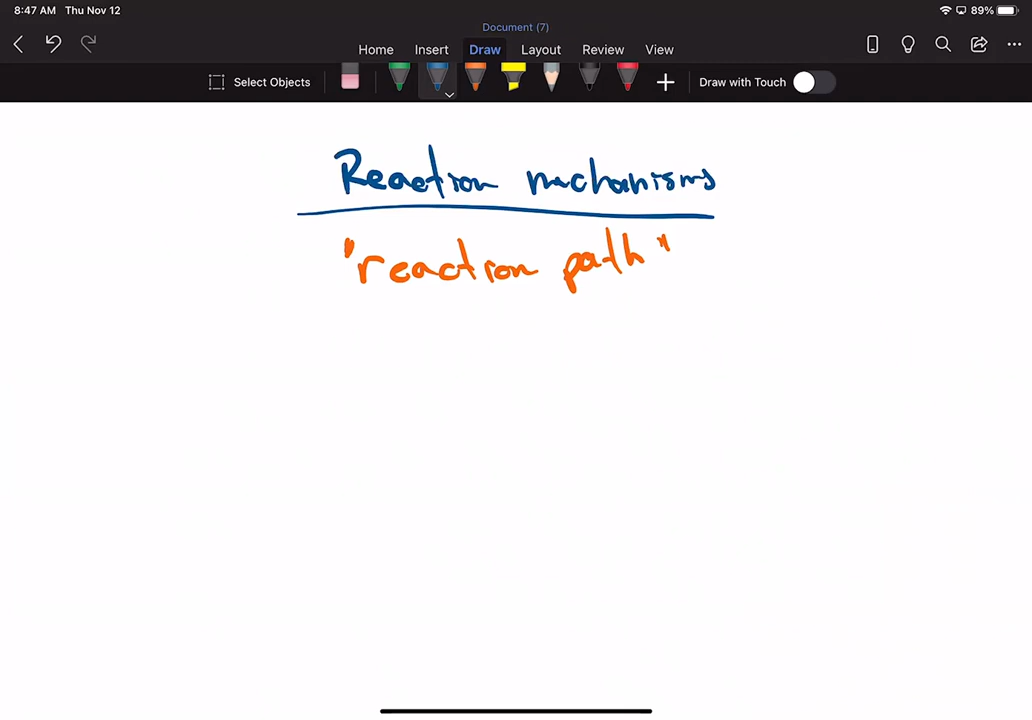 8:47 AM Thu Nov 12 89%
Document (7)
Home Insert Draw Layout Review View
Select Objects Draw with Touch
Reaction mechanisms
"reaction path"